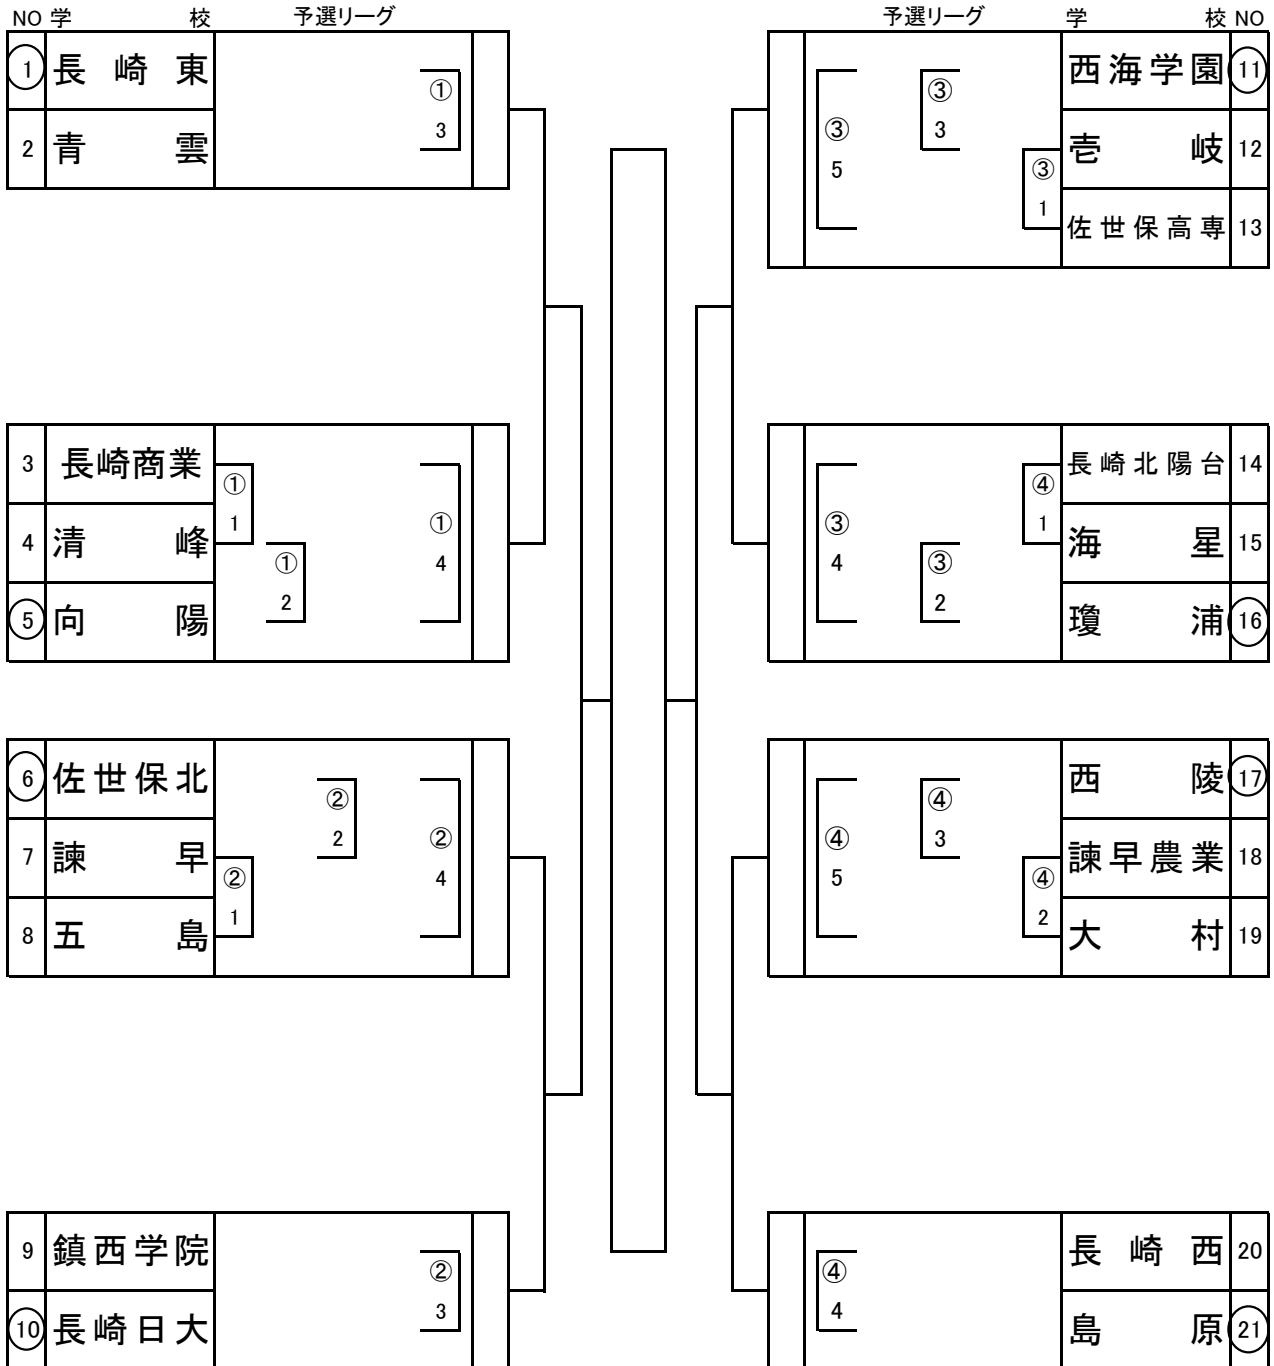 NO 学 校 予選リーグ
① 長崎東
① 3
2 青雲
3 長崎商業
① 1
4 清峰
① 2
① 4
⑤ 向陽
⑥ 佐世保北
② 2
② 4
7 諫早
② 1
8 五島
9 鎮西学院
② 3
⑩ 長崎日大
予選リーグ 学 校 NO
西海学園 ⑪
③ 5
③ 3
壱岐 12
③ 1
佐世保高専 13
長崎北陽台 14
③ 4
④ 1
海星 15
③ 2
瓊浦 ⑯
西陵 ⑰
④ 5
④ 3
諫早農業 18
④ 2
大村 19
長崎西 20
④ 4
島原 ㉑